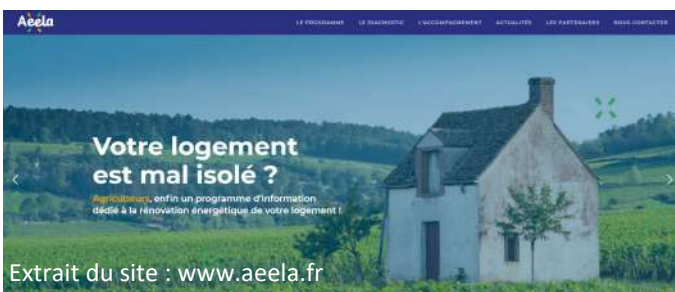 Aeela
LE PROGRAMME LE DIAGNOSTIC L'ACCOMPAGNEMENT ACTUALITÉS LES PARTENAIRES NOUS CONTACTER
Votre logement
est mal isolé ?
Agriculteurs, enfin un programme d'information
dédié à la rénovation énergétique de votre logement !
Extrait du site : www.aeela.fr